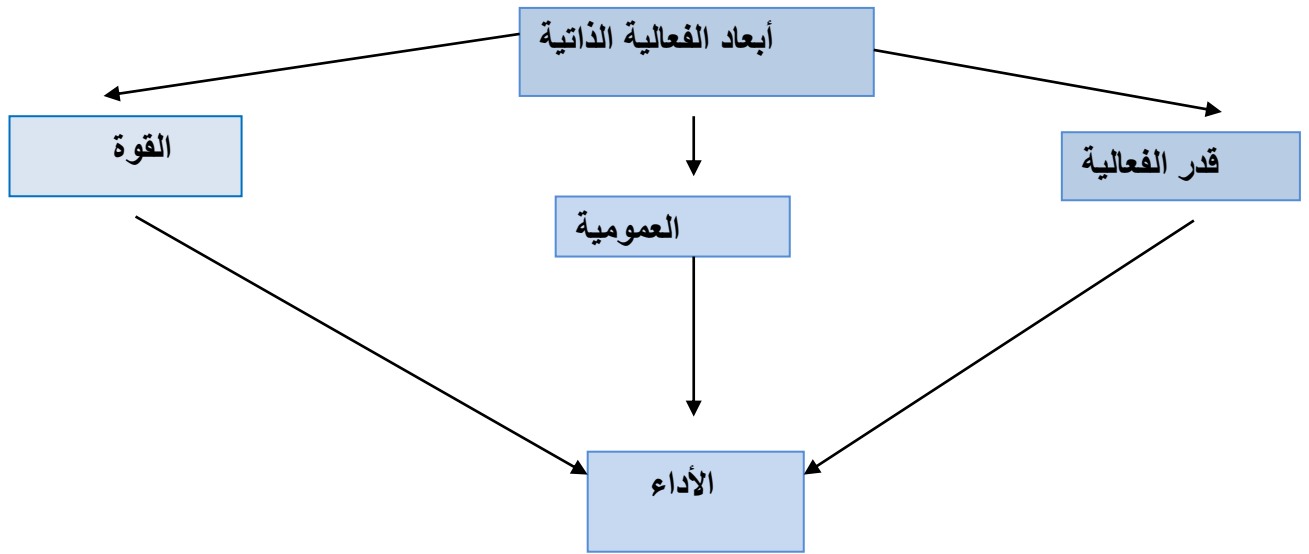 أبعاد الفعالية الذاتية
قدر الفعالية
العمومية
القوة
الأداء